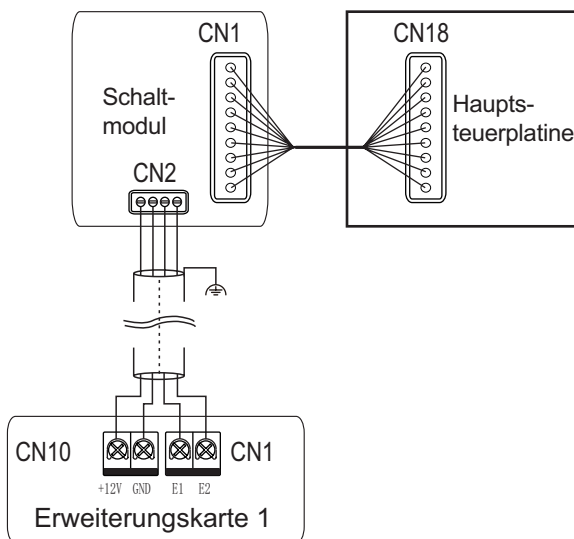 CN1
CN18
Schalt-
modul
Haupts-
teuerplatine
CN2
CN10
CN1
+12V GND E1 E2
Erweiterungskarte 1